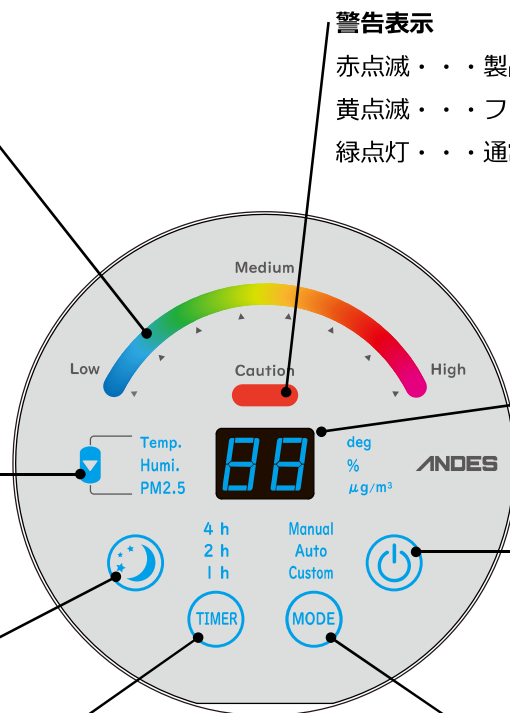 警告表示
赤点滅・・・製
黄点滅・・・フ
緑点灯・・・通
Medium
Low
High
Caution
Temp.
Humi.
PM2.5
88
deg
%
μg/m³
ANDES
4 h
2 h
1 h
Manual
Auto
Custom
TIMER
MODE